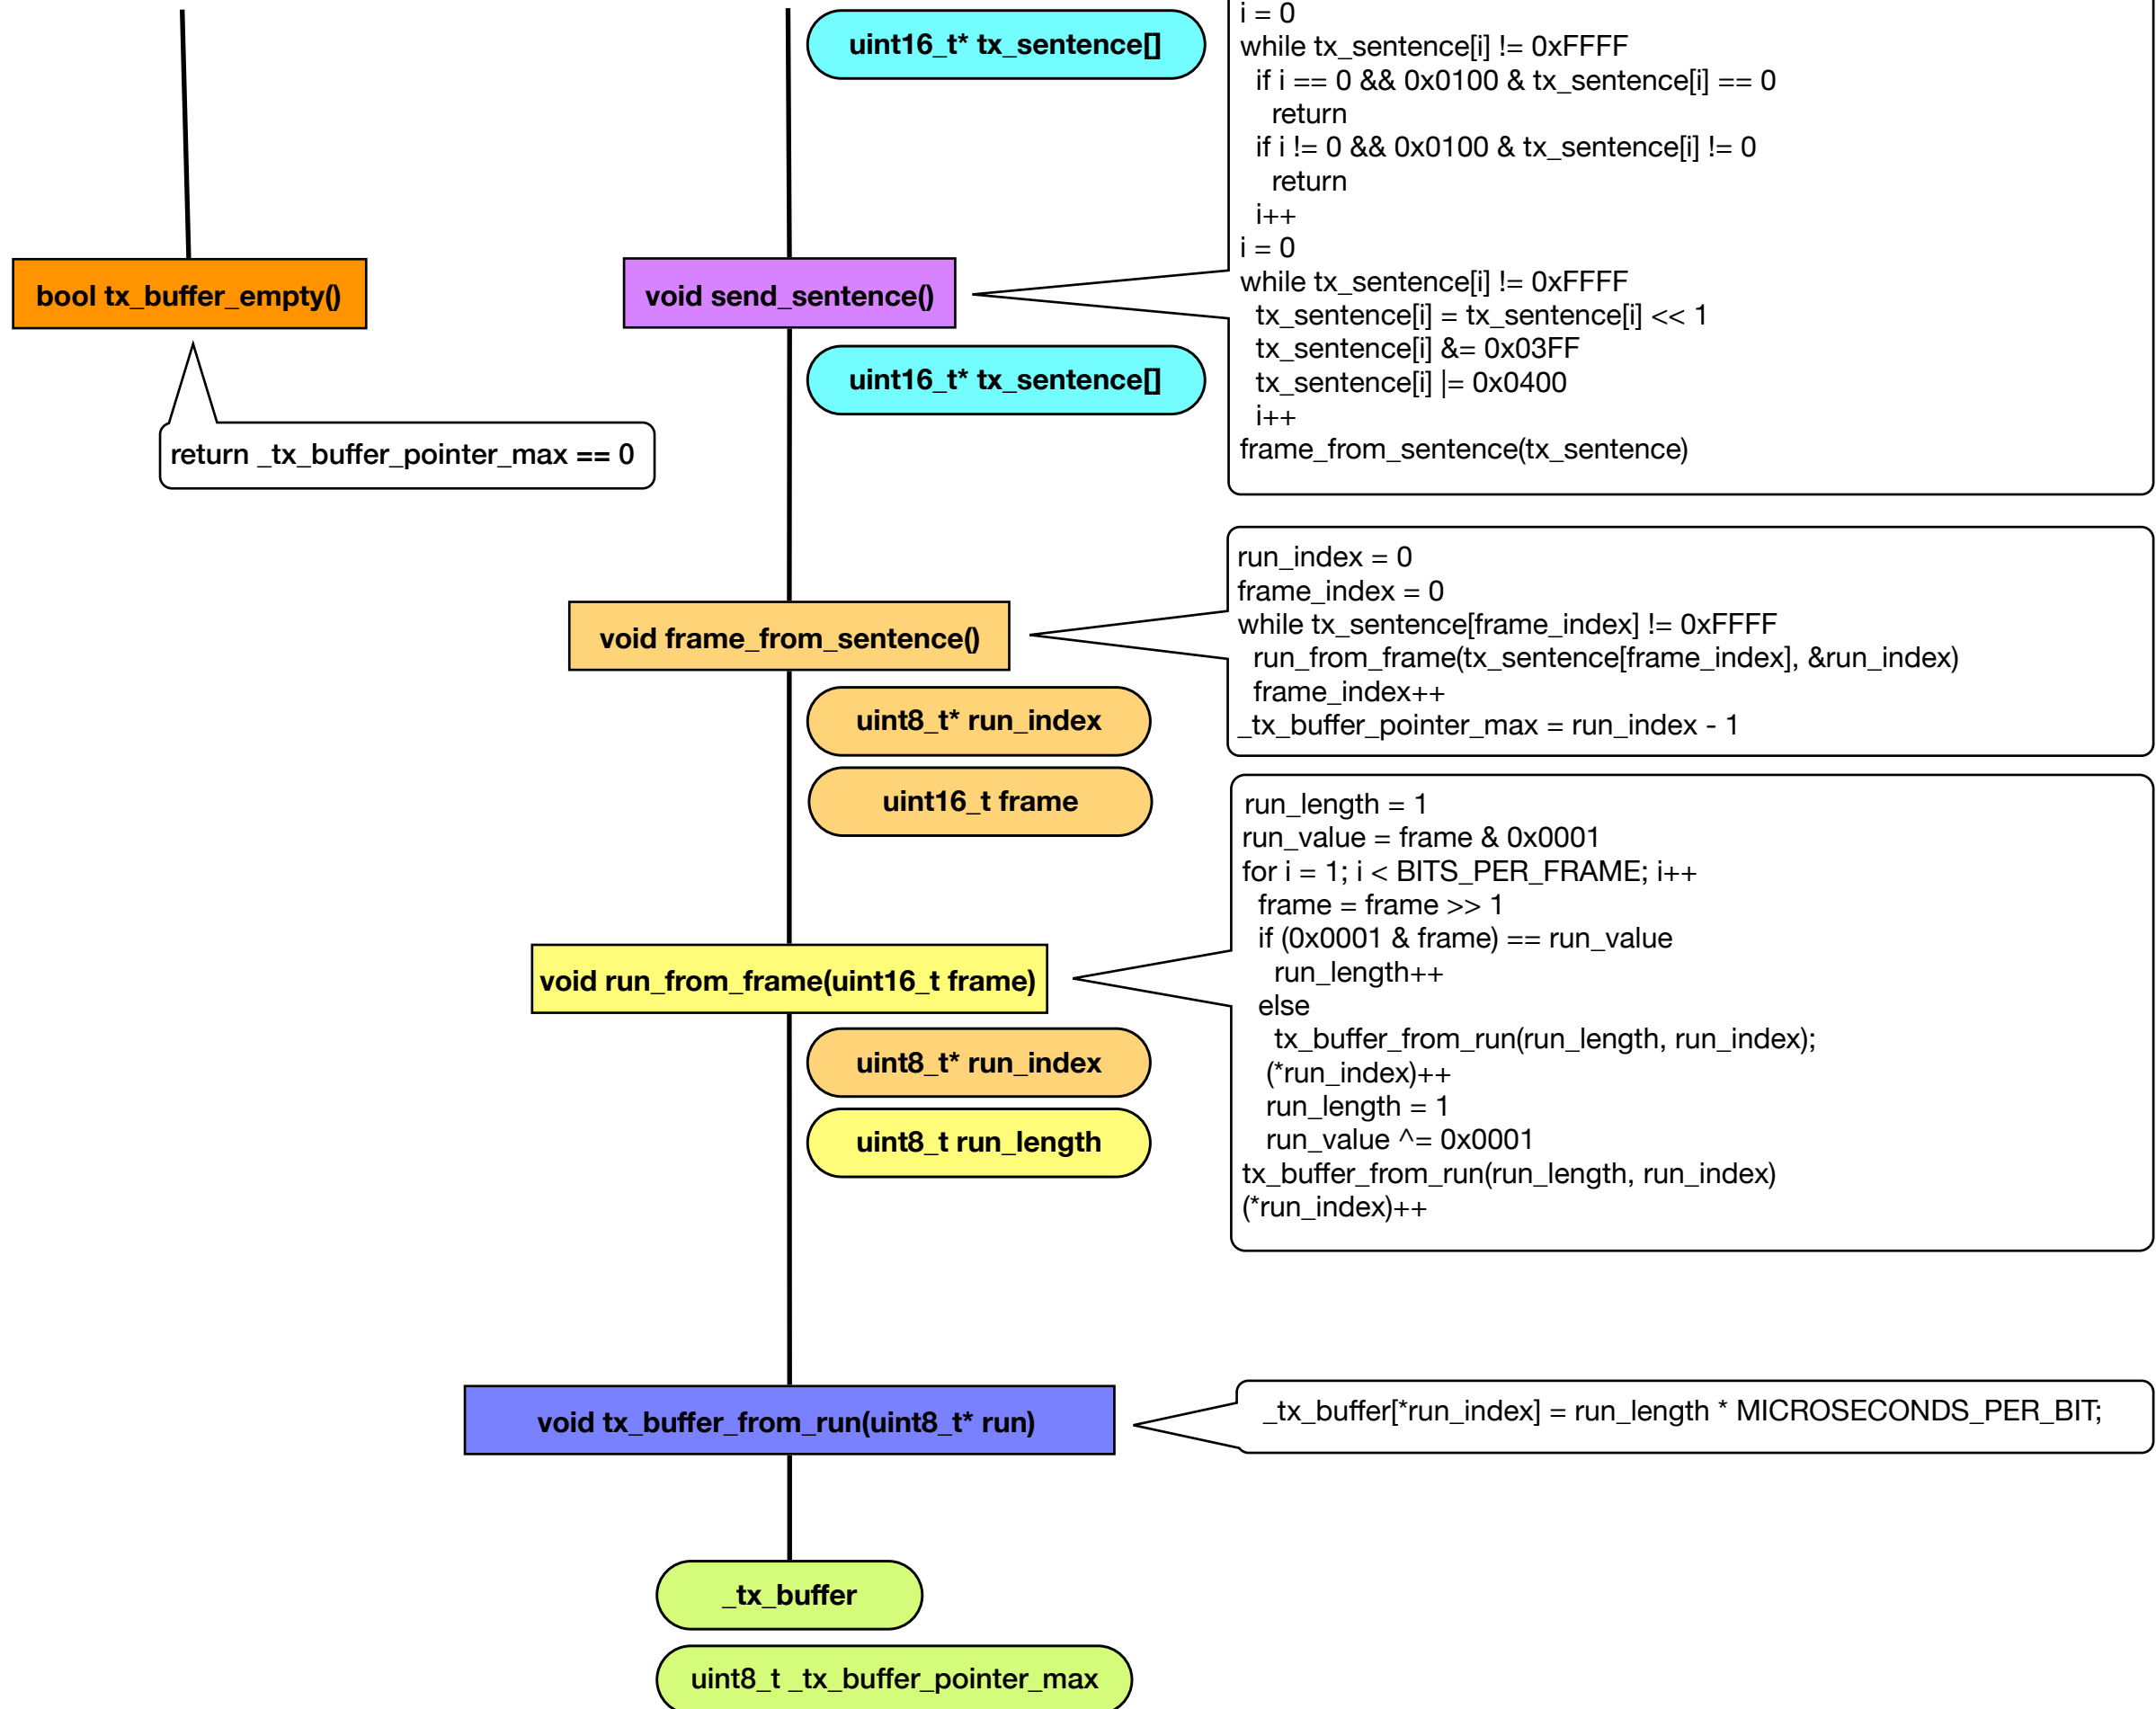 uint16_t* tx_sentence[]
i = 0
while tx_sentence[i] != 0xFFFF
if i == 0 && 0x0100 & tx_sentence[i] == 0
return
if i != 0 && 0x0100 & tx_sentence[i] != 0
return
i++
i = 0
while tx_sentence[i] != 0xFFFF
tx_sentence[i] = tx_sentence[i] << 1
tx_sentence[i] &= 0x03FF
tx_sentence[i] |= 0x0400
i++
frame_from_sentence(tx_sentence)
bool tx_buffer_empty()
void send_sentence()
uint16_t* tx_sentence[]
return _tx_buffer_pointer_max == 0
run_index = 0
frame_index = 0
while tx_sentence[frame_index] != 0xFFFF
run_from_frame(tx_sentence[frame_index], &run_index)
frame_index++
_tx_buffer_pointer_max = run_index - 1
void frame_from_sentence()
uint8_t* run_index
uint16_t frame
run_length = 1
run_value = frame & 0x0001
for i = 1; i < BITS_PER_FRAME; i++
frame = frame >> 1
if (0x0001 & frame) == run_value
run_length++
else
tx_buffer_from_run(run_length, run_index);
(*run_index)++
run_length = 1
run_value ^= 0x0001
tx_buffer_from_run(run_length, run_index)
(*run_index)++
void run_from_frame(uint16_t frame)
uint8_t* run_index
uint8_t run_length
void tx_buffer_from_run(uint8_t* run)
_tx_buffer[*run_index] = run_length * MICROSECONDS_PER_BIT;
_tx_buffer
uint8_t _tx_buffer_pointer_max